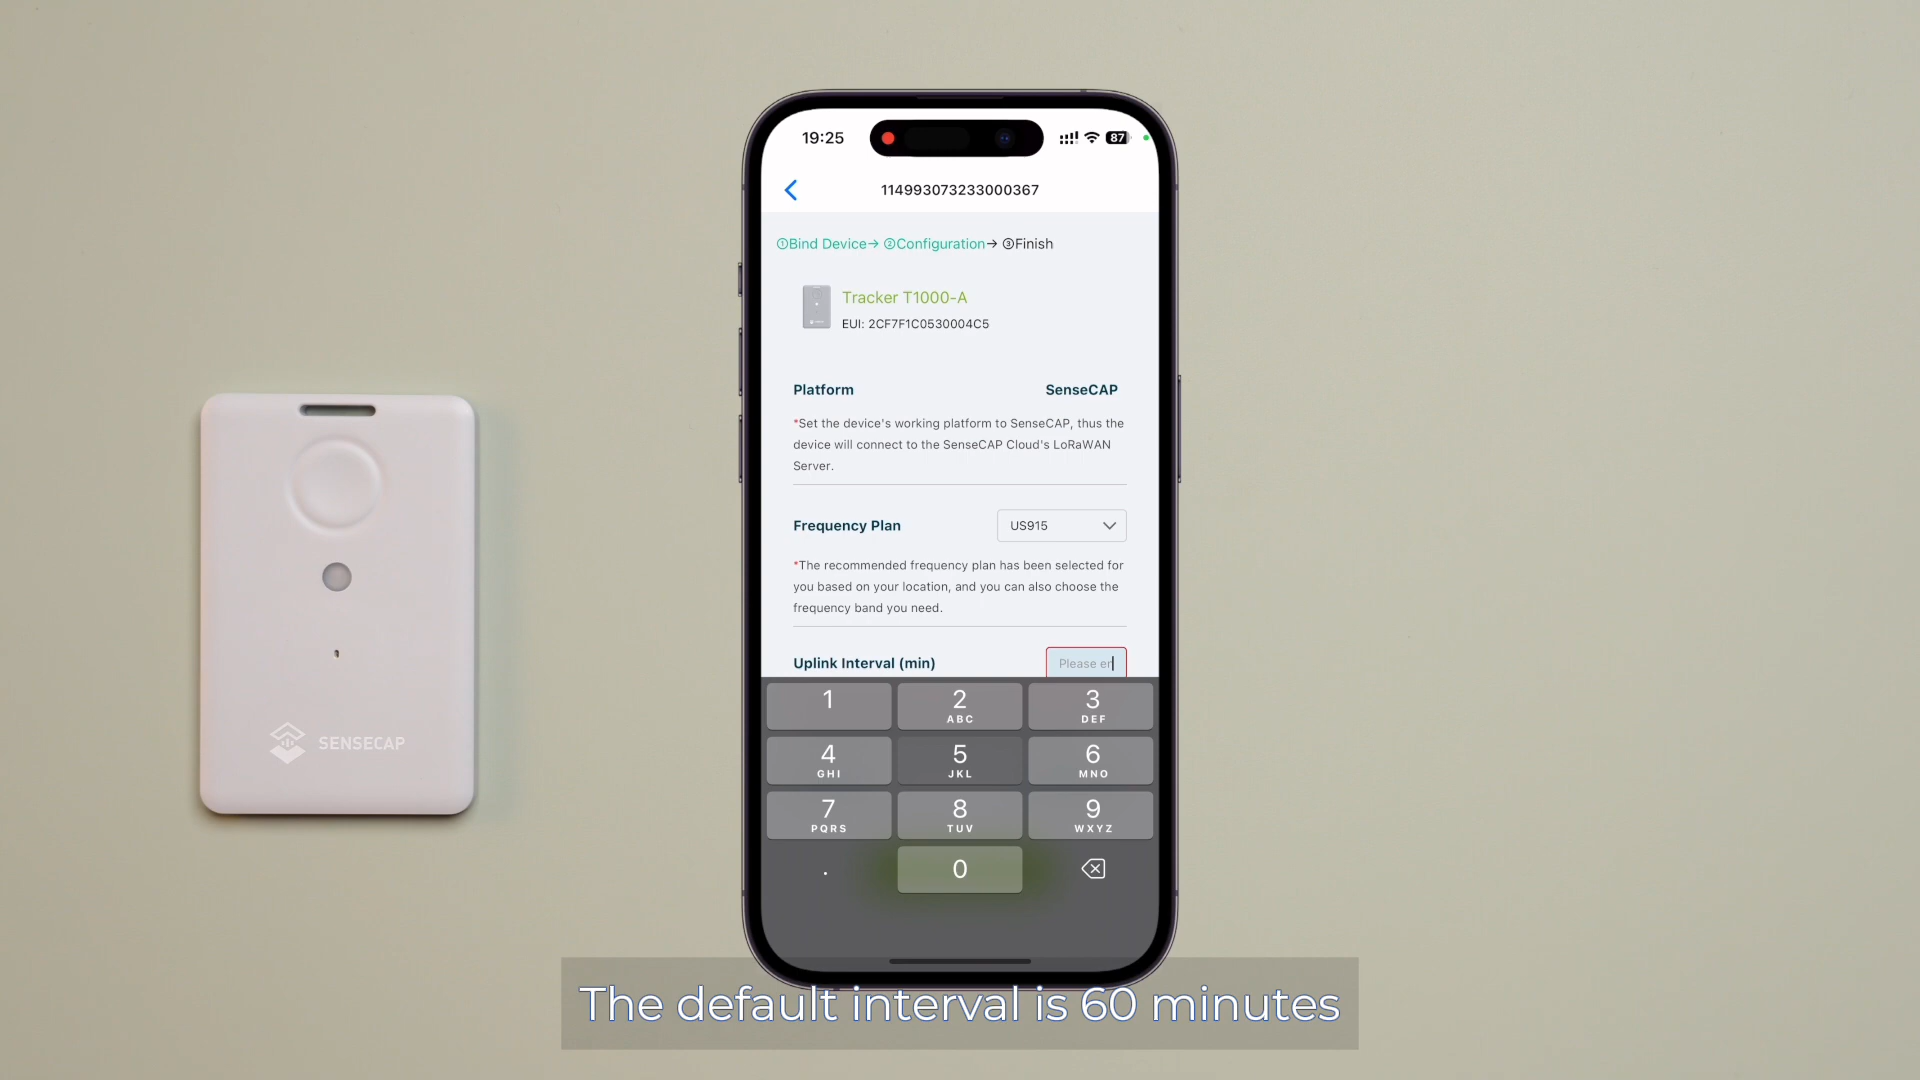 19:25
87
114993073233000367
①Bind Device→ ②Configuration→ ③Finish
Tracker T1000-A
EUI: 2CF7F1C0530004C5
Platform SenseCAP
*Set the device's working platform to SenseCAP, thus the
device will connect to the SenseCAP Cloud's LoRaWAN
Server.
Frequency Plan US915
*The recommended frequency plan has been selected for
you based on your location, and you can also choose the
frequency band you need.
Uplink Interval (min) Please er
1 2 3
ABC DEF
4 5 6
GHI JKL MNO
7 8 9
PQRS TUV WXYZ
. 0
SENSECAP
The default interval is 60 minutes